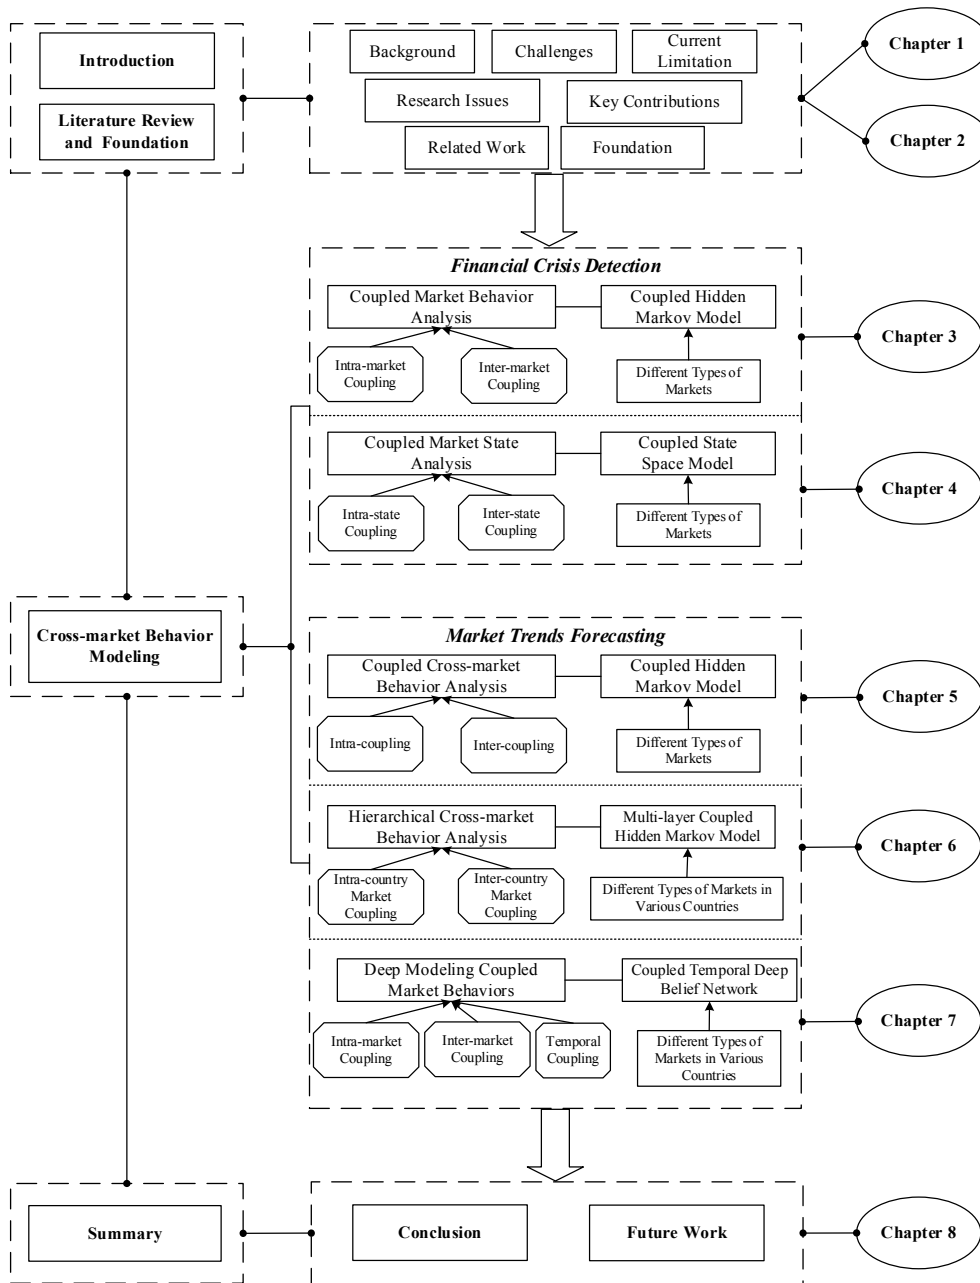 Introduction
Literature Review
and Foundation
Background
Challenges
Current
Limitation
Research Issues
Key Contributions
Related Work
Foundation
Chapter 1
Chapter 2
Financial Crisis Detection
Coupled Market Behavior
Analysis
Coupled Hidden
Markov Model
Intra-market
Coupling
Inter-market
Coupling
Different Types of
Markets
Chapter 3
Coupled Market State
Analysis
Coupled State
Space Model
Intra-state
Coupling
Inter-state
Coupling
Different Types of
Markets
Chapter 4
Cross-market Behavior
Modeling
Market Trends Forecasting
Coupled Cross-market
Behavior Analysis
Coupled Hidden
Markov Model
Intra-coupling
Inter-coupling
Different Types of
Markets
Chapter 5
Hierarchical Cross-market
Behavior Analysis
Multi-layer Coupled
Hidden Markov Model
Intra-country
Market
Coupling
Inter-country
Market
Coupling
Different Types of Markets in
Various Countries
Chapter 6
Deep Modeling Coupled
Market Behaviors
Coupled Temporal Deep
Belief Network
Intra-market
Coupling
Inter-market
Coupling
Temporal
Coupling
Different Types of
Markets in Various
Countries
Chapter 7
Summary
Conclusion
Future Work
Chapter 8